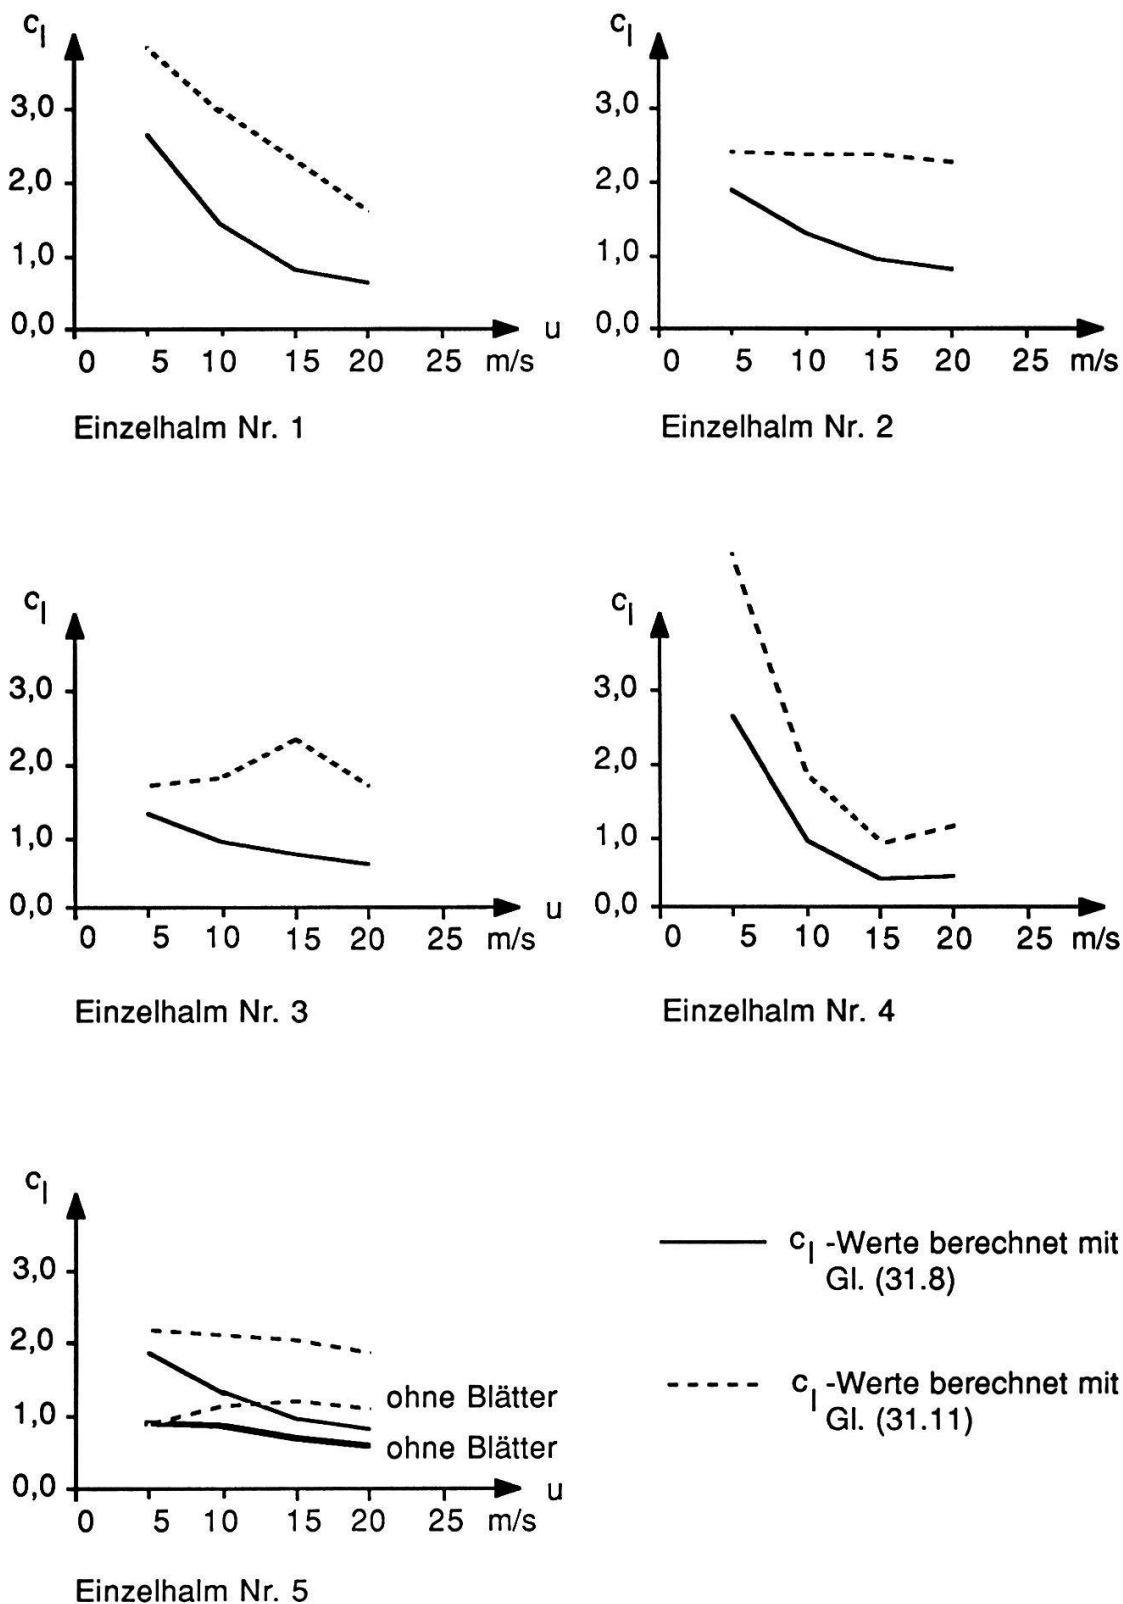 c_l
3,0
2,0
1,0
0,0
0 5 10 15 20 25 m/s
u
Einzelhalm Nr. 1
c_l
3,0
2,0
1,0
0,0
0 5 10 15 20 25 m/s
Einzelhalm Nr. 2
c_l
3,0
2,0
1,0
0,0
0 5 10 15 20 25 m/s
u
Einzelhalm Nr. 3
c_l
3,0
2,0
1,0
0,0
0 5 10 15 20 25 m/s
Einzelhalm Nr. 4
c_l
3,0
2,0
1,0
0,0
ohne Blätter
ohne Blätter
0 5 10 15 20 25 m/s
u
Einzelhalm Nr. 5
c_l -Werte berechnet mit
Gl. (31.8)
c_l -Werte berechnet mit
Gl. (31.11)